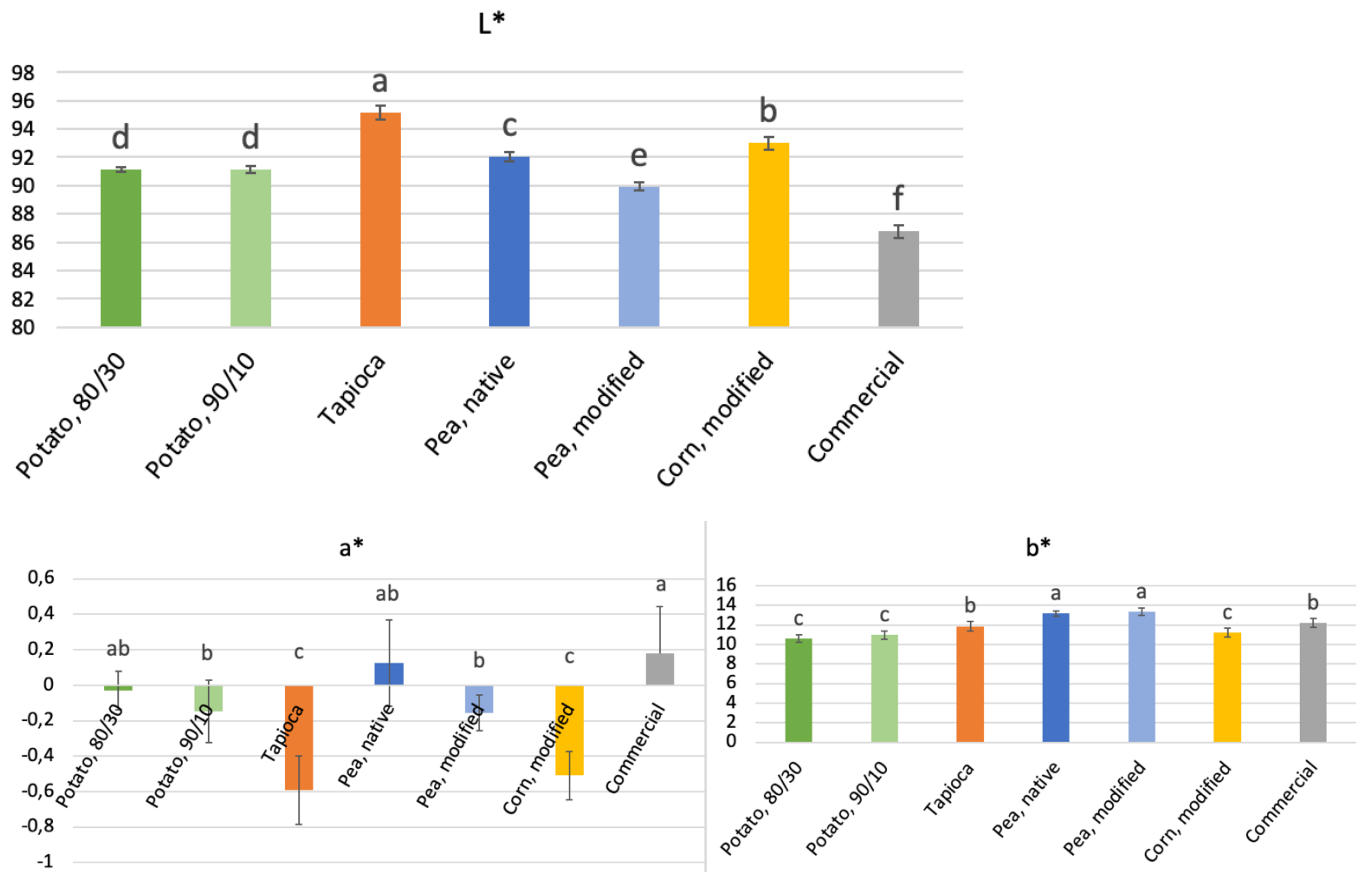 L*
98
96
94
92
90
88
86
84
82
80
d
d
a
c
e
b
f
Potato, 80/30
Potato, 90/10
Tapioca
Pea, native
Pea, modified
Corn, modified
Commercial
a*
0,6
0,4
0,2
0
-0,2
-0,4
-0,6
-0,8
-1
ab
b
c
ab
b
c
a
Potato, 80/30
Potato, 90/10
Tapioca
Pea, native
Pea, modified
Corn, modified
Commercial
b*
16
14
12
10
8
6
4
2
0
c
c
b
a
a
c
b
Potato, 80/30
Potato, 90/10
Tapioca
Pea, native
Pea, modified
Corn, modified
Commercial